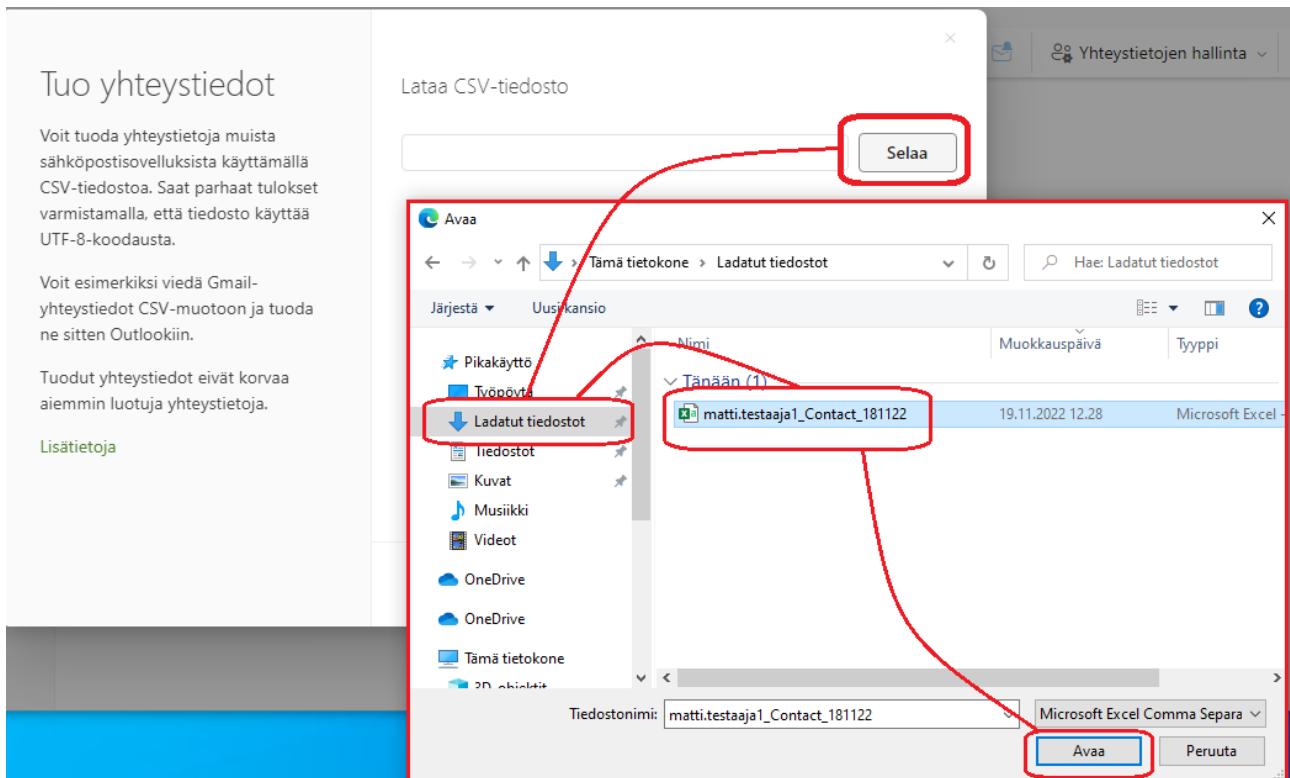 Yhteystietojen hallinta
Tuo yhteystiedot
Voit tuoda yhteystietoja muista
sähköpostisovelluksista käyttämällä
CSV-tiedostoa. Saat parhaat tulokset
varmistamalla, että tiedosto käyttää
UTF-8-koodausta.
Voit esimerkiksi viedä Gmail-
yhteystiedot CSV-muotoon ja tuoda
ne sitten Outlookiin.
Tuodut yhteystiedot eivät korvaa
aiemmin luotuja yhteystietoja.
Lisätietoja
Lataa CSV-tiedosto
Selaa
Avaa
Tämä tietokone › Ladatut tiedostot
Hae: Ladatut tiedostot
Järjestä
Uusi kansio
Nimi
Muokkauspäivä
Tyyppi
Pikakäyttö
Työpöytä
Ladatut tiedostot
Tiedostot
Kuvat
Musiikki
Videot
OneDrive
OneDrive
Tämä tietokone
3D-objektit
Tänään (1)
matti.testaaja1_Contact_181122
19.11.2022 12.28
Microsoft Excel -
Tiedostonimi:
matti.testaaja1_Contact_181122
Microsoft Excel Comma Separa
Avaa
Peruuta